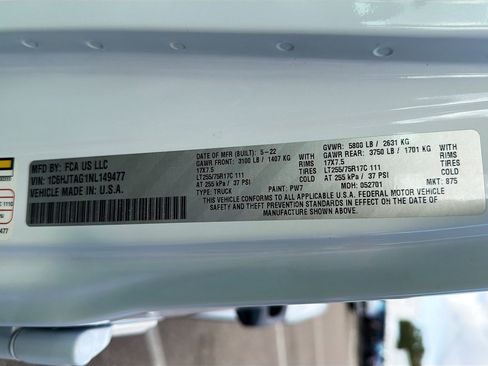 MFD BY: FCA US LLC
VIN: 1C6HJTAG1NL149477
VEHICLE MADE IN: U.S.A.
DATE OF MFR (BUILT): 5-22
GAWR FRONT: 3100 LB / 1407 KG
17X7.5
LT255/75R17C 111
AT 255 kPa / 37 PSI
TYPE: TRUCK
WITH
TIRES
RIMS AT
COLD
PAINT: PW7
GVWR: 5800 LB / 2631 KG
GAWR REAR: 3750 LB / 1701 KG
17X7.5
LT255/75R17C 111
AT 255 kPa / 37 PSI
WITH
TIRES
RIMS AT
COLD
MDH: 052701
MKT: 875
THIS VEHICLE CONFORMS TO ALL APPLICABLE U.S.A. FEDERAL MOTOR VEHICLE
SAFETY AND THEFT PREVENTION STANDARDS IN EFFECT ON THE
DATE OF MANUFACTURE SHOWN ABOVE
C 1110
477